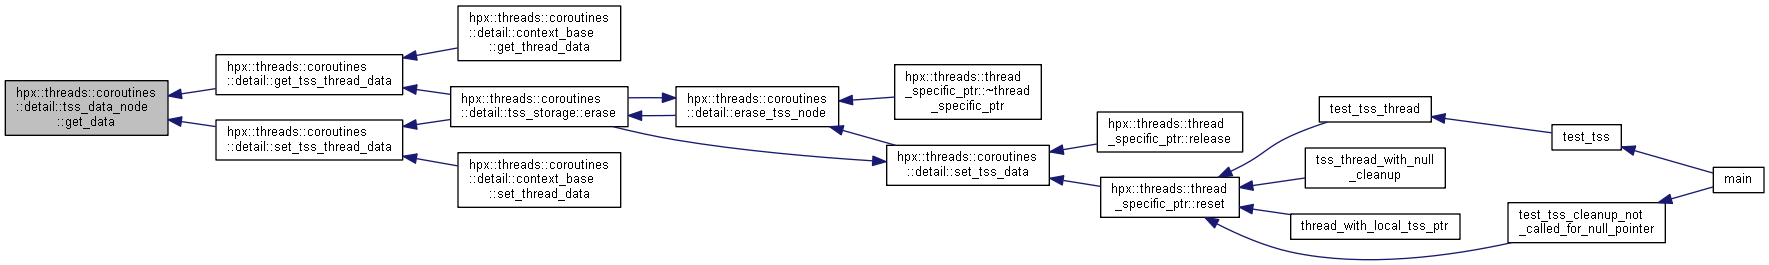 hpx::threads::coroutines
::detail::tss_data_node
::get_data
hpx::threads::coroutines
::detail::get_tss_thread_data
hpx::threads::coroutines
::detail::set_tss_thread_data
hpx::threads::coroutines
::detail::context_base
::get_thread_data
hpx::threads::coroutines
::detail::tss_storage::erase
hpx::threads::coroutines
::detail::context_base
::set_thread_data
hpx::threads::coroutines
::detail::erase_tss_node
hpx::threads::thread
_specific_ptr::~thread
_specific_ptr
hpx::threads::coroutines
::detail::set_tss_data
hpx::threads::thread
_specific_ptr::release
hpx::threads::thread
_specific_ptr::reset
test_tss_thread
tss_thread_with_null
_cleanup
thread_with_local_tss_ptr
test_tss
test_tss_cleanup_not
_called_for_null_pointer
main